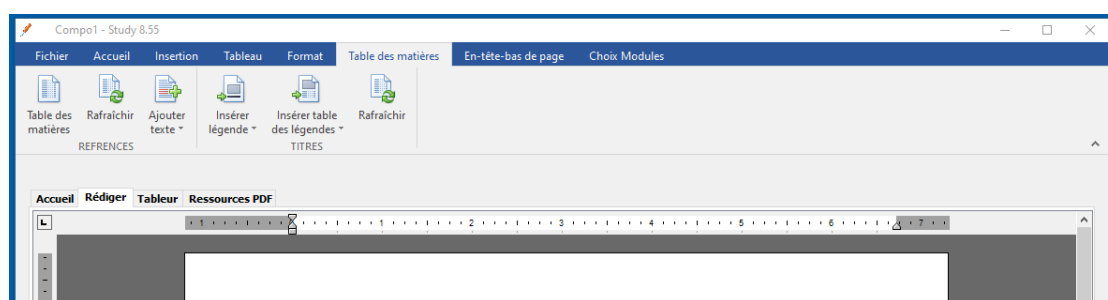 Compo1 - Study 8.55
Fichier Accueil Insertion Tableau Format Table des matières En-tête-bas de page Choix Modules
Table des matières
Rafraîchir
Ajouter texte
Insérer légende
Insérer table des légendes
Rafraîchir
REFRENCES TITRES
Accueil Rédiger Tableur Ressources PDF
L 1 1 2 3 4 5 6 7